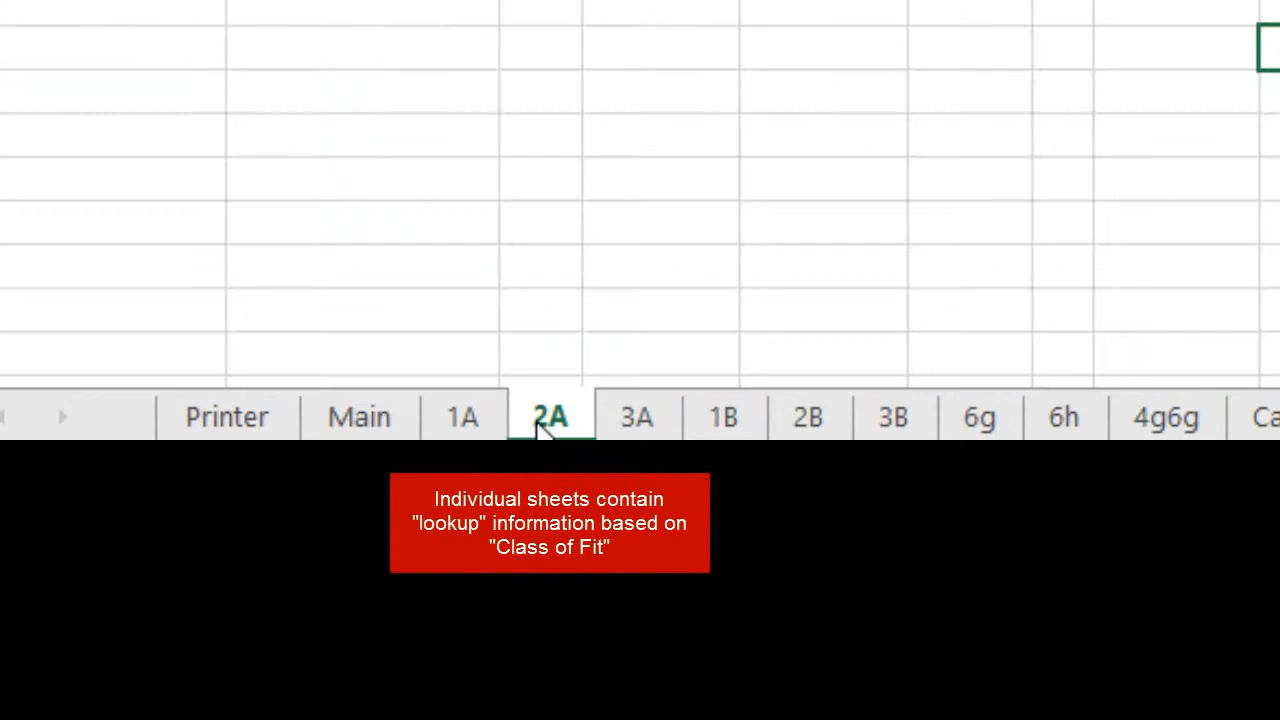 Printer Main 1A 2A 3A 1B 2B 3B 6g 6h 4g6g Ca
Individual sheets contain
"lookup" information based on
"Class of Fit"